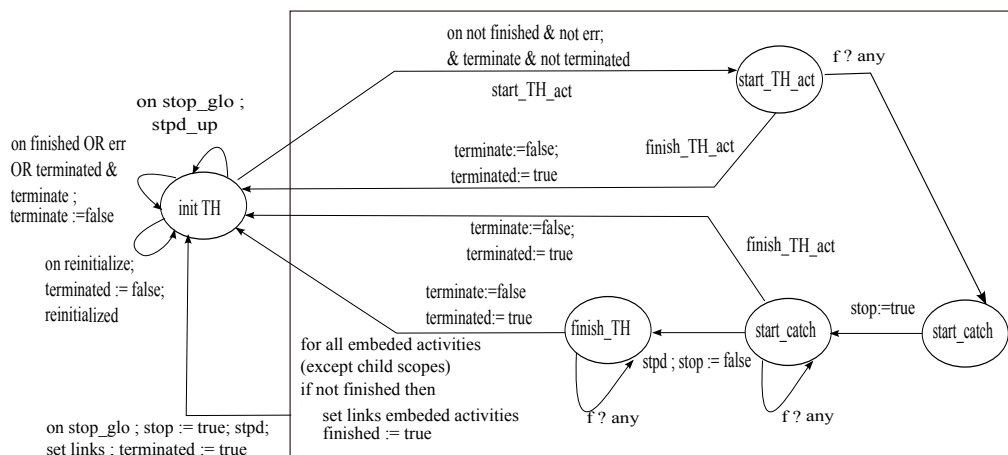 on not finished & not err;
& terminate & not terminated
start_TH_act
start_TH_act
f ? any
on stop_glo ;
stpd_up
on finished OR err
OR terminated &
terminate ;
terminate :=false
init TH
on reinitialize;
terminated := false;
reinitialized
terminate:=false;
terminated:= true
finish_TH_act
terminate:=false;
terminated:= true
finish_TH_act
terminate:=false
terminated:= true
finish_TH
start_catch
stop:=true
start_catch
stpd ; stop := false
f ? any
f ? any
for all embeded activities
(except child scopes)
if not finished then
set links embeded activities
finished := true
on stop_glo ; stop := true; stpd;
set links ; terminated := true